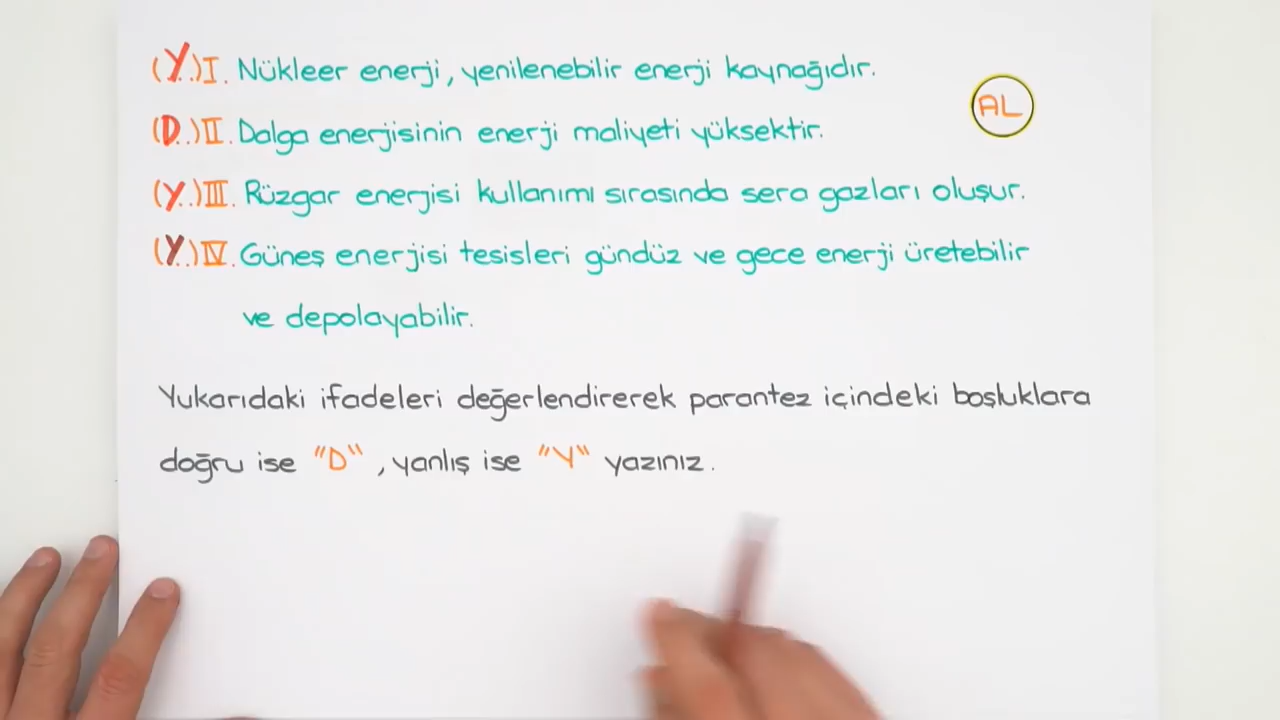 (Y) I. Nükleer enerji, yenilenebilir enerji kaynağıdır.
AL
(D) II. Dalga enerjisinin enerji maliyeti yüksektir.
(Y) III. Rüzgar enerjisi kullanımı sırasında sera gazları oluşur.
(Y) IV. Güneş enerjisi tesisleri gündüz ve gece enerji üretebilir
ve depolayabilir.
Yukarıdaki ifadeleri değerlendirerek parantez içindeki boşluklara
doğru ise "D", yanlış ise "Y" yazınız.